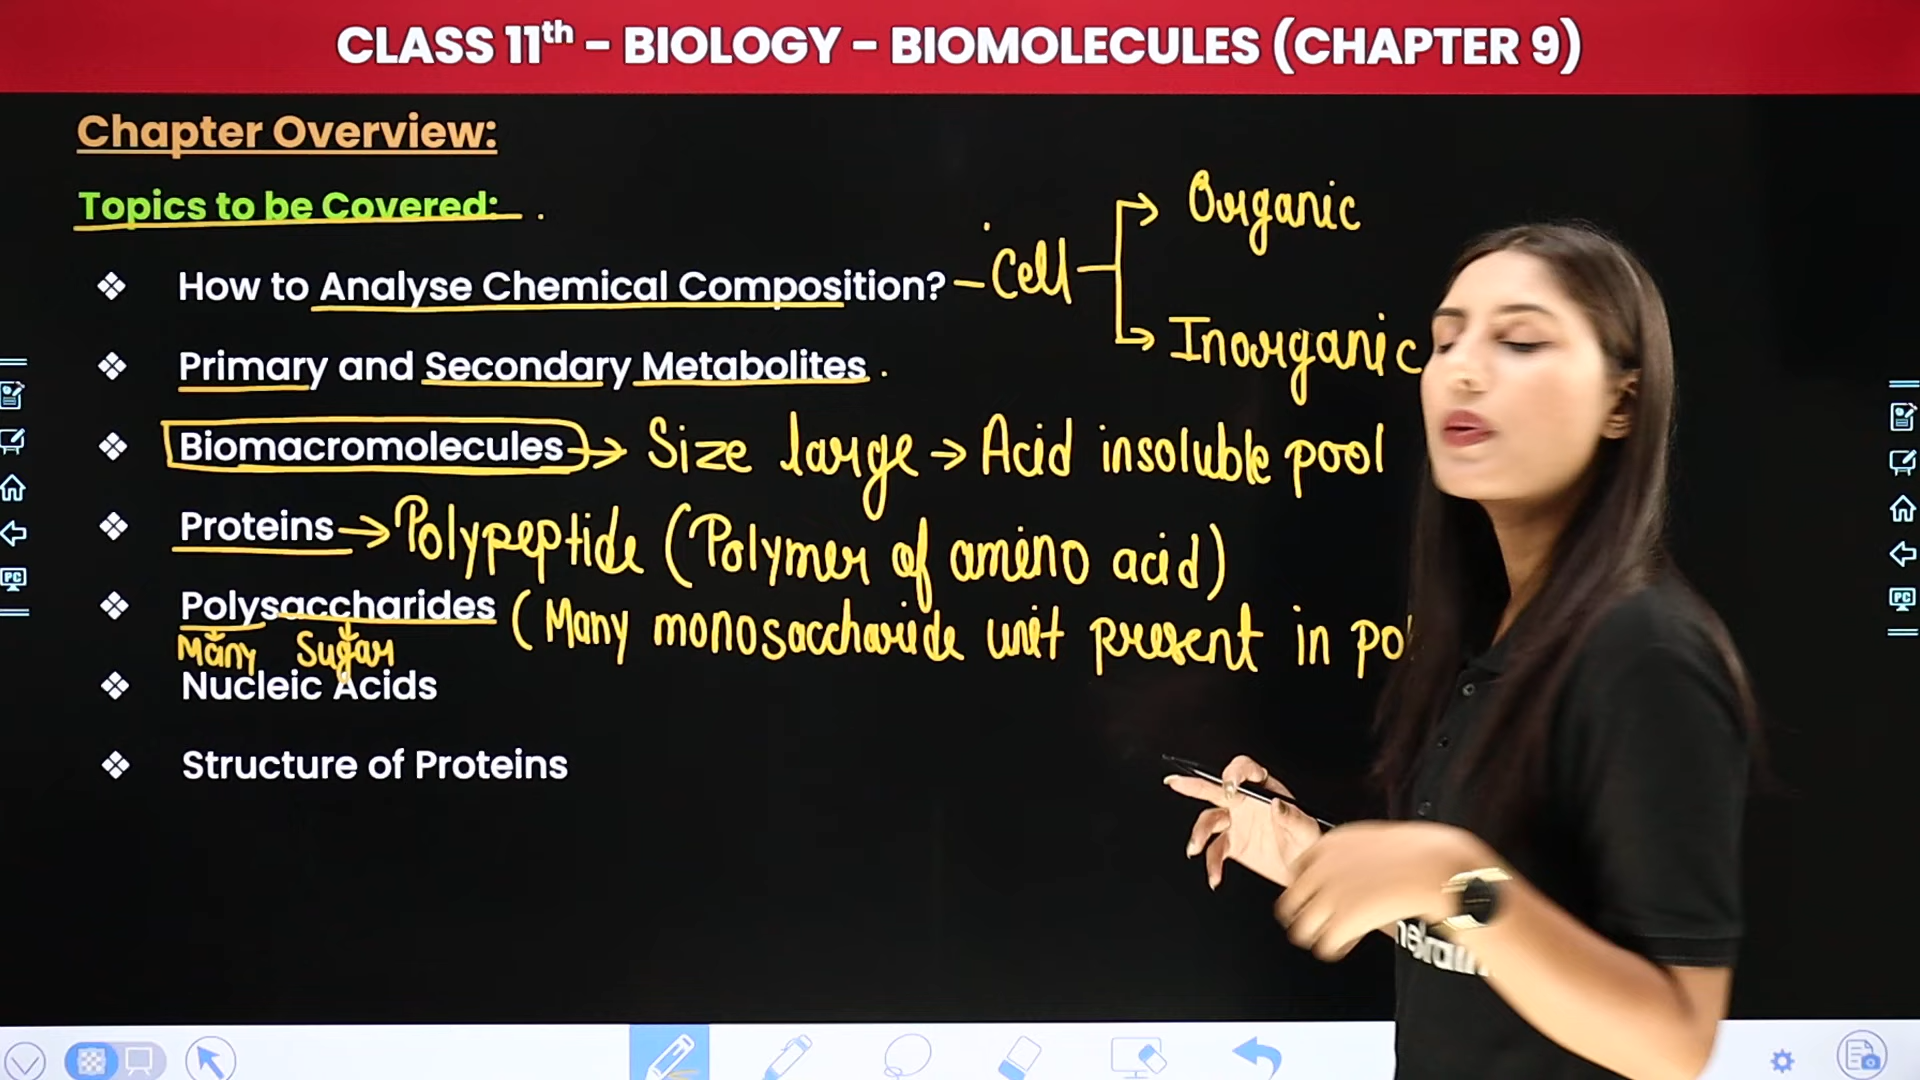 CLASS 11th - BIOLOGY - BIOMOLECULES (CHAPTER 9)
Chapter Overview:
Topics to be Covered:
How to Analyse Chemical Composition? - Cell
Organic
Inorganic
Primary and Secondary Metabolites
Biomacromolecules → Size large → Acid insoluble pool
Proteins → Polypeptide (Polymer of amino acid)
Polysaccharides (Many monosaccharide unit present in
Many Sugar
Nucleic Acids
Structure of Proteins
PC
PC